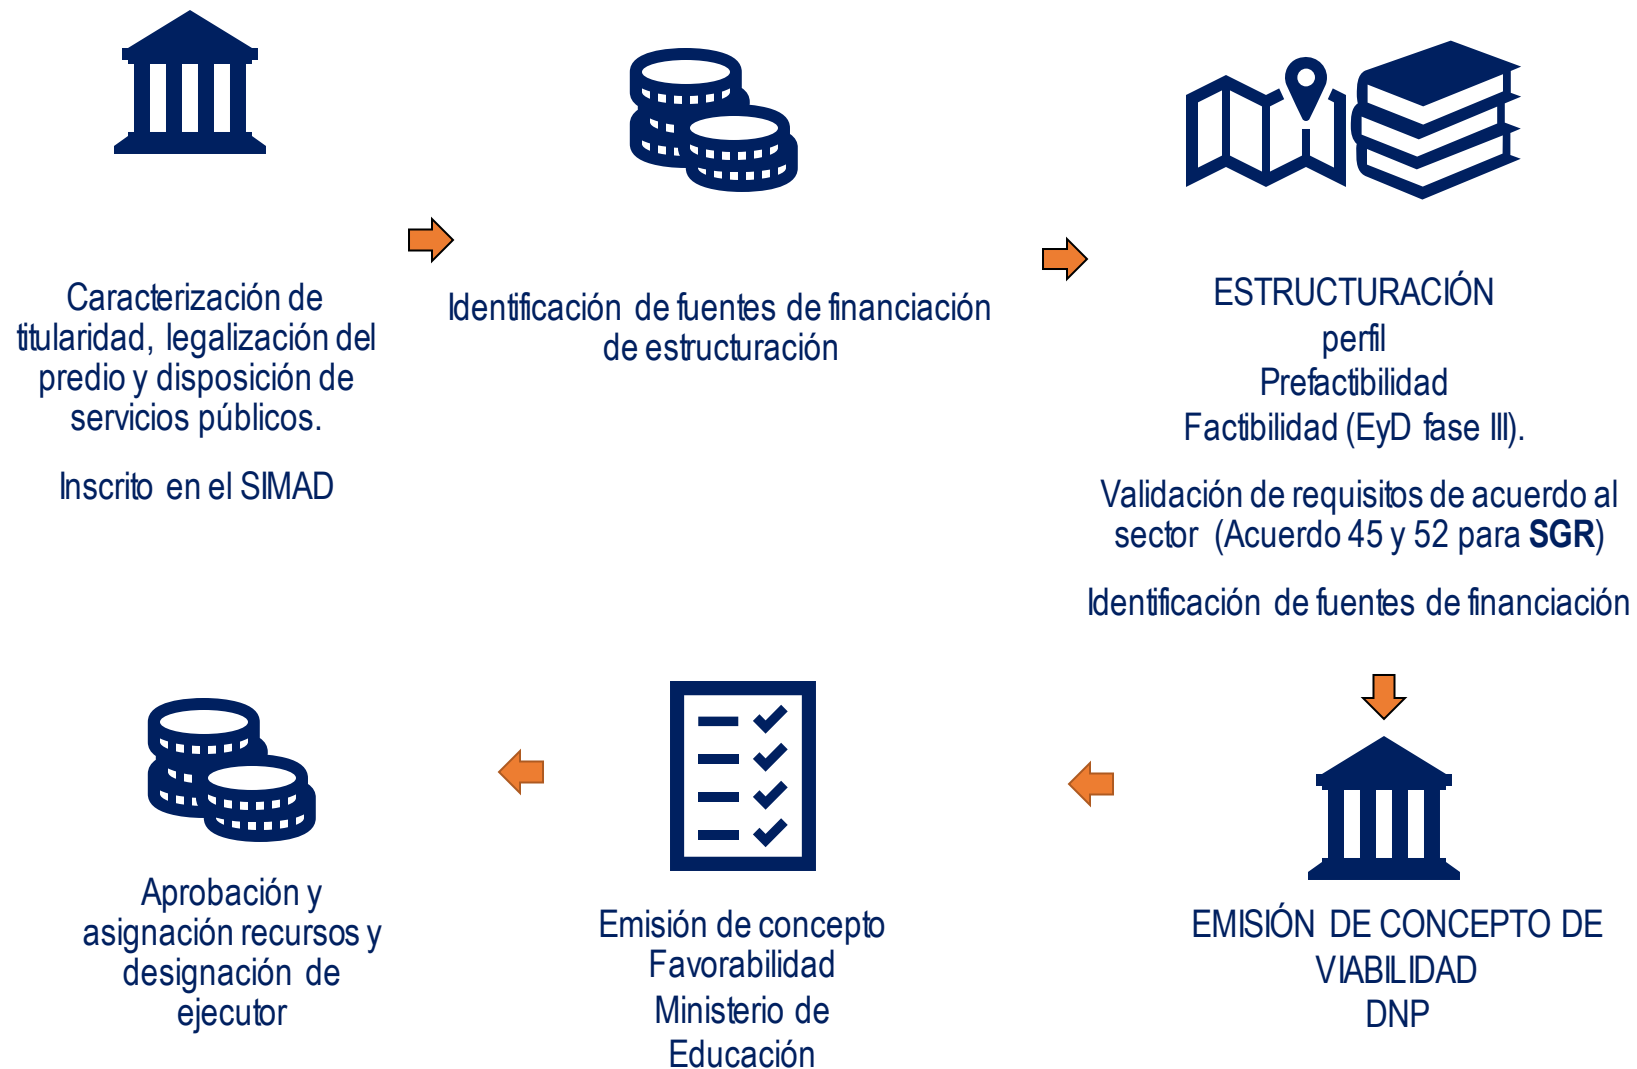 Caracterización de
titularidad, legalización del
predio y disposición de
servicios públicos.
Inscrito en el SIMAD
Identificación de fuentes de financiación
de estructuración
ESTRUCTURACIÓN
perfil
Prefactibilidad
Factibilidad (EyD fase III).
Validación de requisitos de acuerdo al
sector (Acuerdo 45 y 52 para SGR)
Identificación de fuentes de financiación
EMISIÓN DE CONCEPTO DE
VIABILIDAD
DNP
Emisión de concepto
Favorabilidad
Ministerio de
Educación
Aprobación y
asignación recursos y
designación de
ejecutor